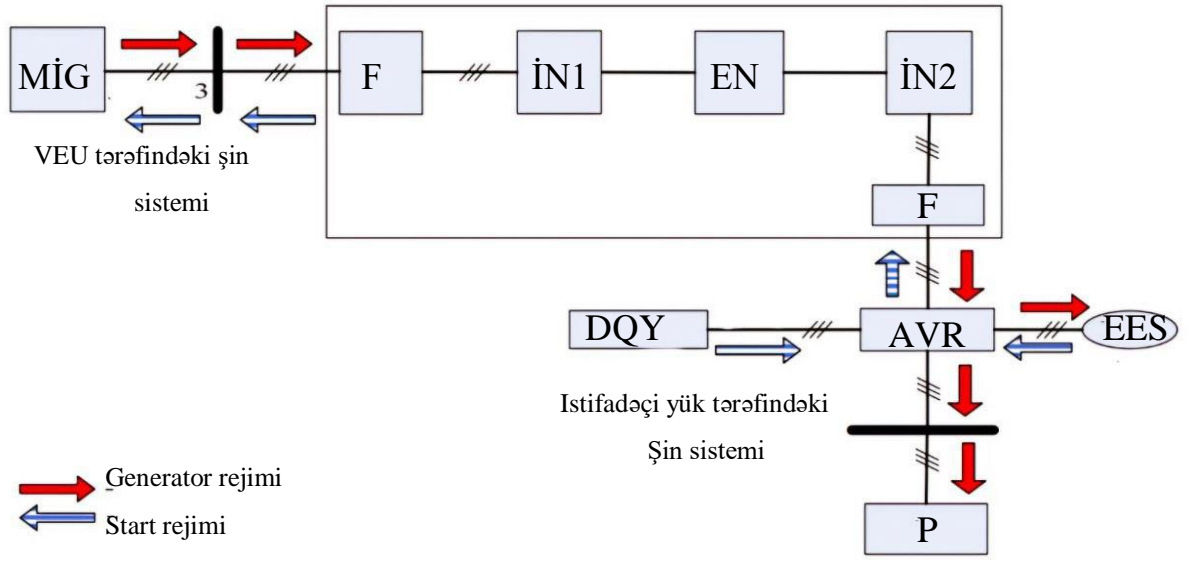 MİG
3
F
İN1
EN
İN2
VEU tərəfindəki şin
sistemi
F
DQY
AVR
EES
Istifadəçi yük tərəfindəki
Şin sistemi
Generator rejimi
Start rejimi
P